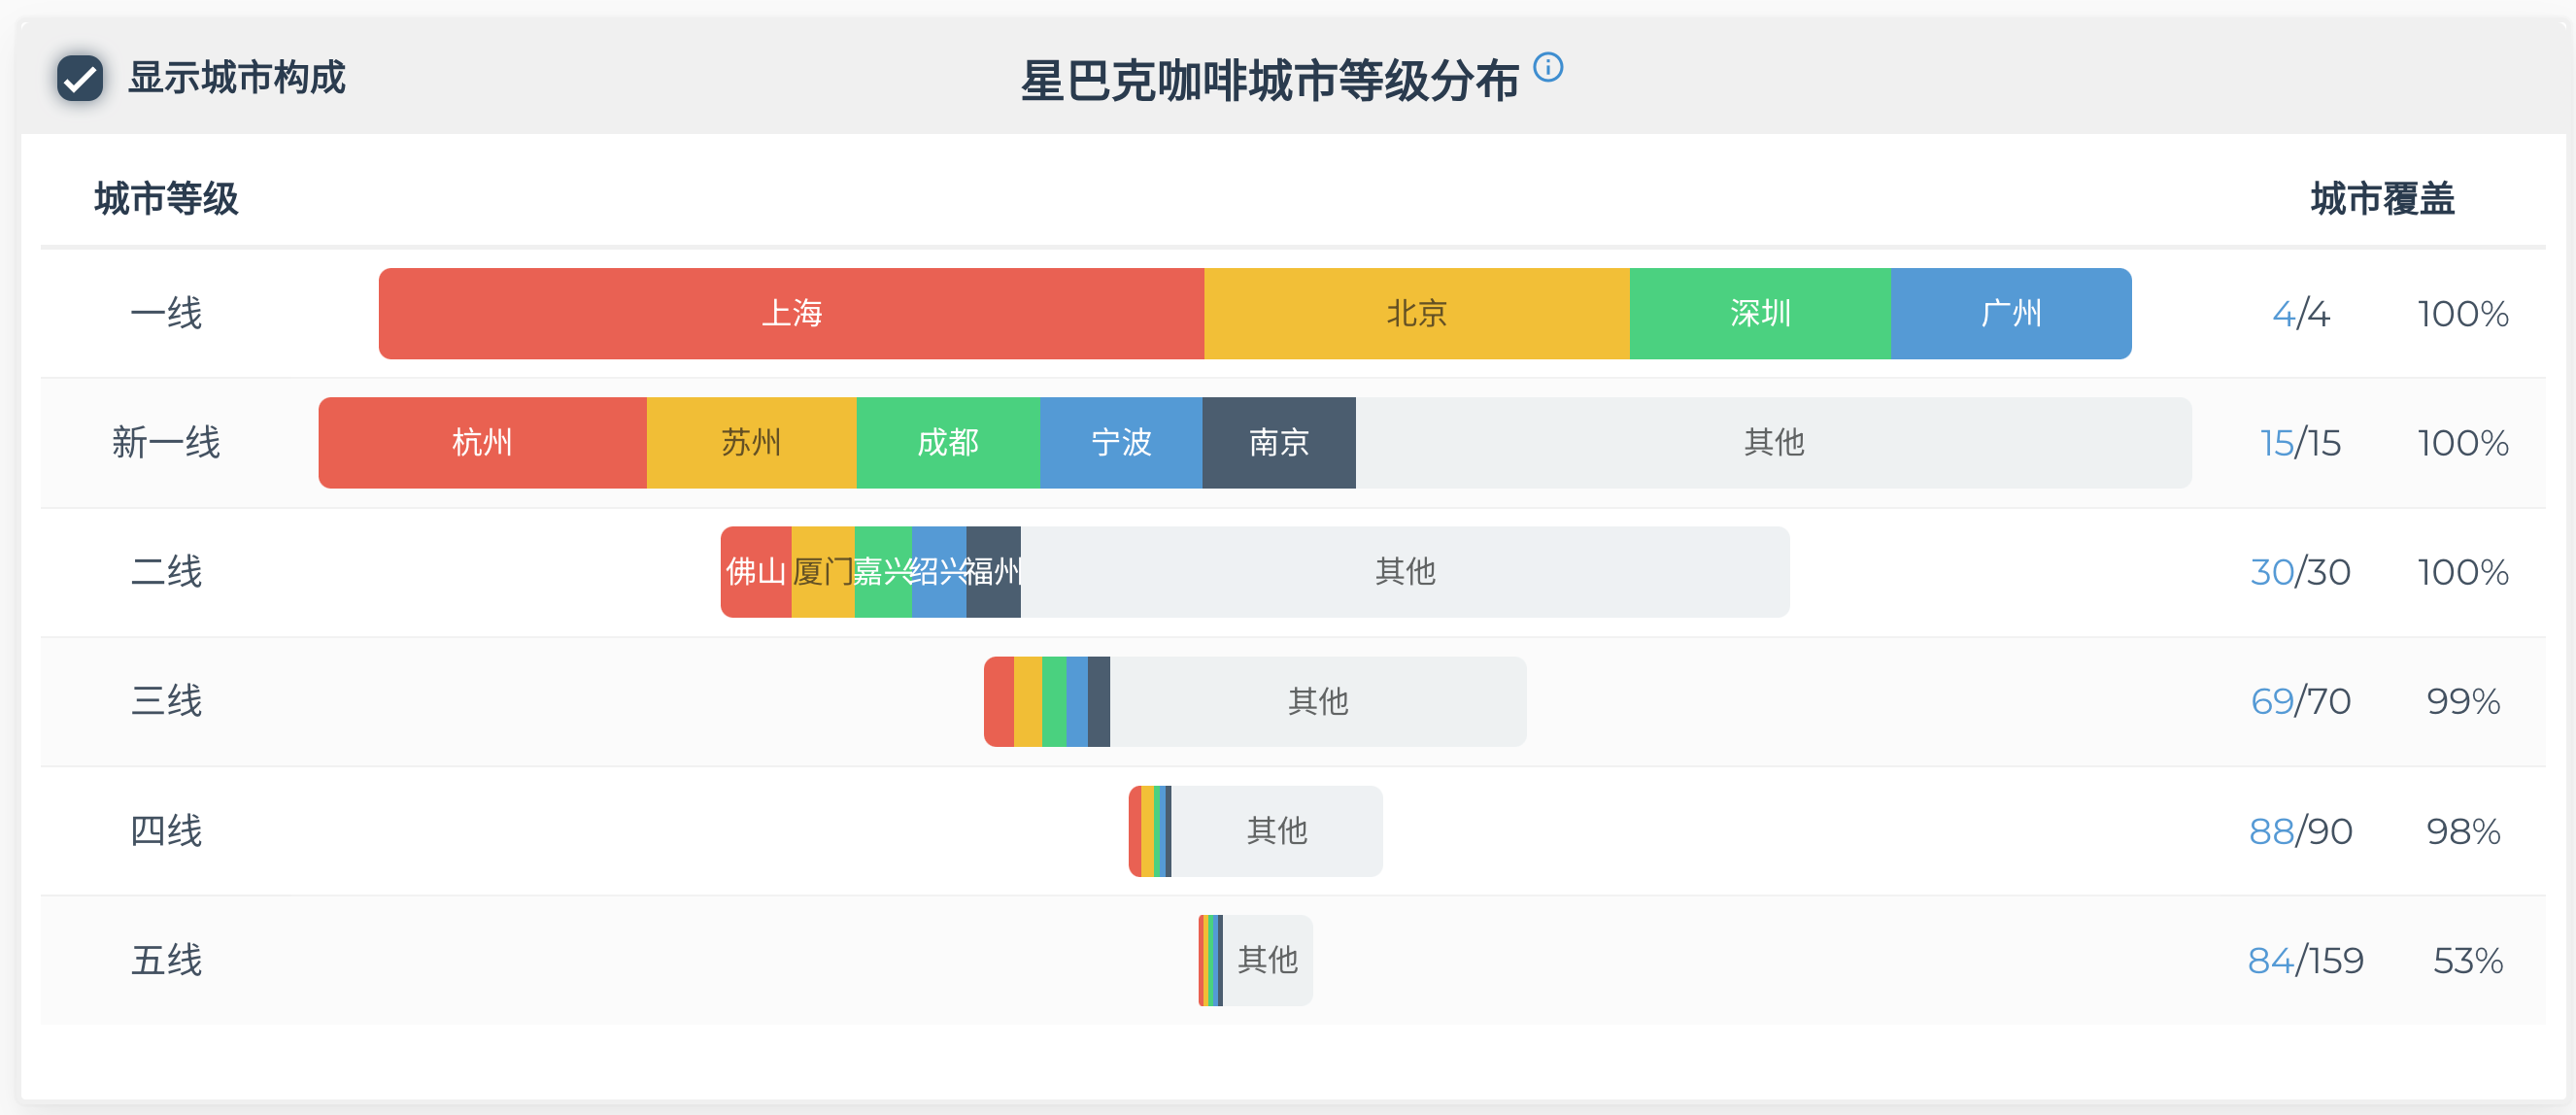 显示城市构成
星巴克咖啡城市等级分布
城市等级 城市覆盖
一线 上海 北京 深圳 广州 4/4 100%
新一线 杭州 苏州 成都 宁波 南京 其他 15/15 100%
二线 佛山 厦门 嘉兴 绍兴 福州 其他 30/30 100%
三线 其他 69/70 99%
四线 其他 88/90 98%
五线 其他 84/159 53%